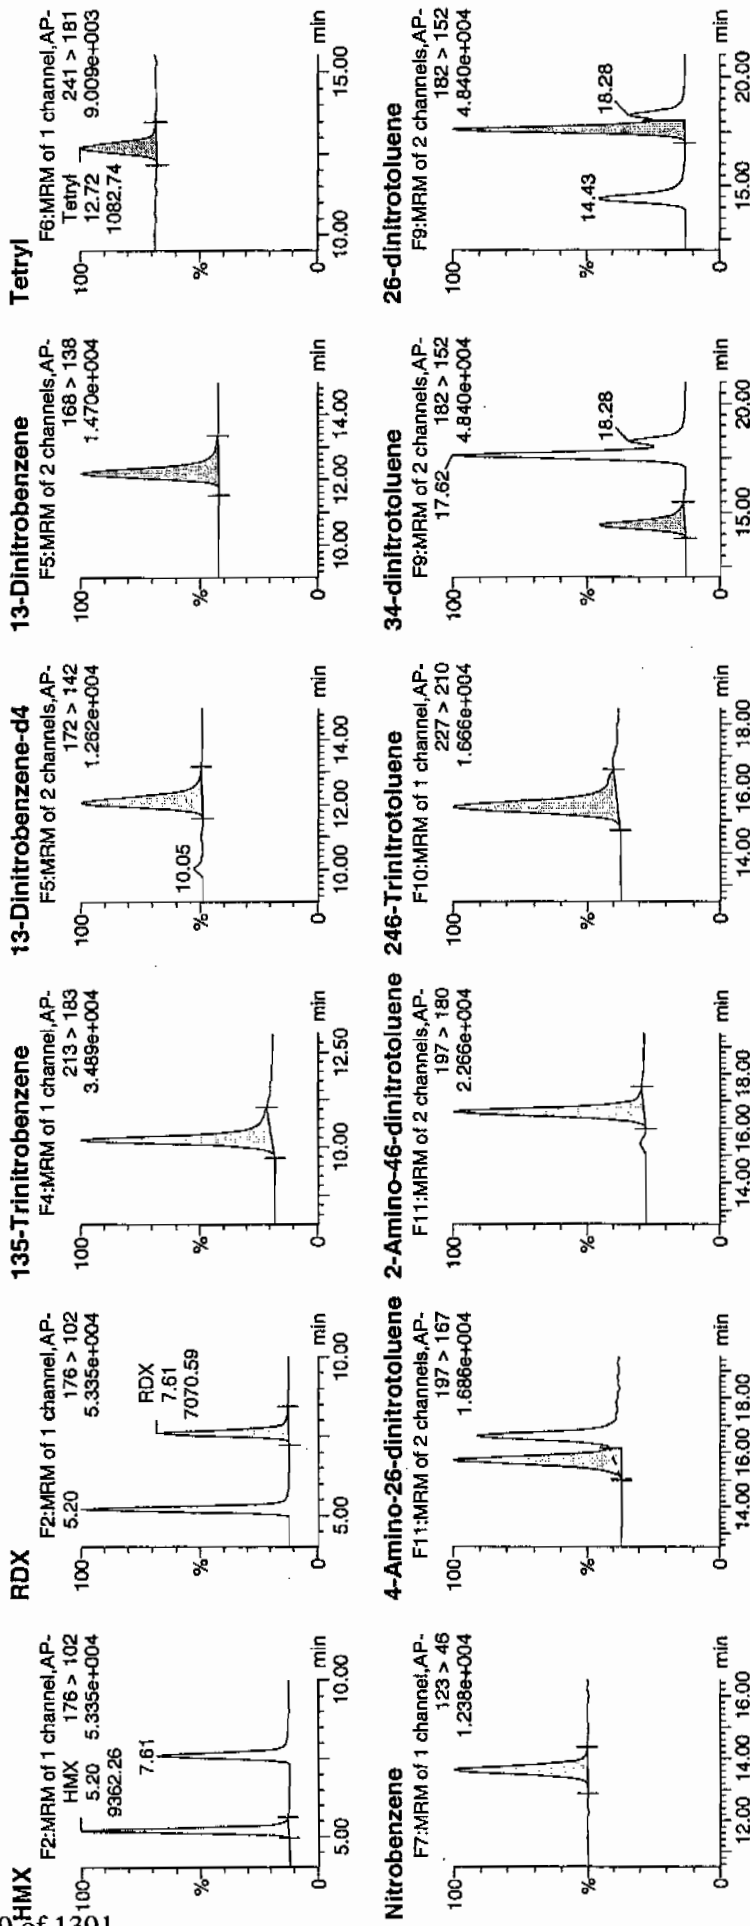 HMX
F2:MRM of 1 channel,AP-
176 > 102
5.335e+004
HMX
5.20
9362.26
7.61
100
%
0
5.00
10.00
min
RDX
F2:MRM of 1 channel,AP-
176 > 102
5.335e+004
5.20
RDX
7.61
7070.59
100
%
0
5.00
10.00
min
135-Trinitrobenzene
F4:MRM of 1 channel,AP-
213 > 183
3.489e+004
100
%
0
10.00
12.50
min
13-Dinitrobenzene-d4
F5:MRM of 2 channels,AP-
172 > 142
1.262e+004
10.05
100
%
0
10.00
12.00
14.00
min
13-Dinitrobenzene
F5:MRM of 2 channels,AP-
168 > 138
1.470e+004
100
%
0
10.00
12.00
14.00
min
Tetryl
F6:MRM of 1 channel,AP-
241 > 181
9.009e+003
Tetryl
12.72
1082.74
100
%
0
10.00
15.00
min
Nitrobenzene
F7:MRM of 1 channel,AP-
123 > 46
1.238e+004
100
%
0
12.00
14.00
16.00
min
4-Amino-26-dinitrotoluene
F11:MRM of 2 channels,AP-
197 > 167
1.686e+004
100
%
0
14.00
16.00
18.00
min
2-Amino-46-dinitrotoluene
F11:MRM of 2 channels,AP-
197 > 180
2.266e+004
100
%
0
14.00
16.00
18.00
min
246-Trinitrotoluene
F10:MRM of 1 channel,AP-
227 > 210
1.666e+004
100
%
0
14.00
16.00
18.00
min
34-dinitrotoluene
F9:MRM of 2 channels,AP-
182 > 152
4.840e+004
17.62
18.28
100
%
0
15.00
20.00
min
26-dinitrotoluene
F9:MRM of 2 channels,AP-
182 > 152
4.840e+004
14.43
18.28
100
%
0
15.00
20.00
min
of 1301